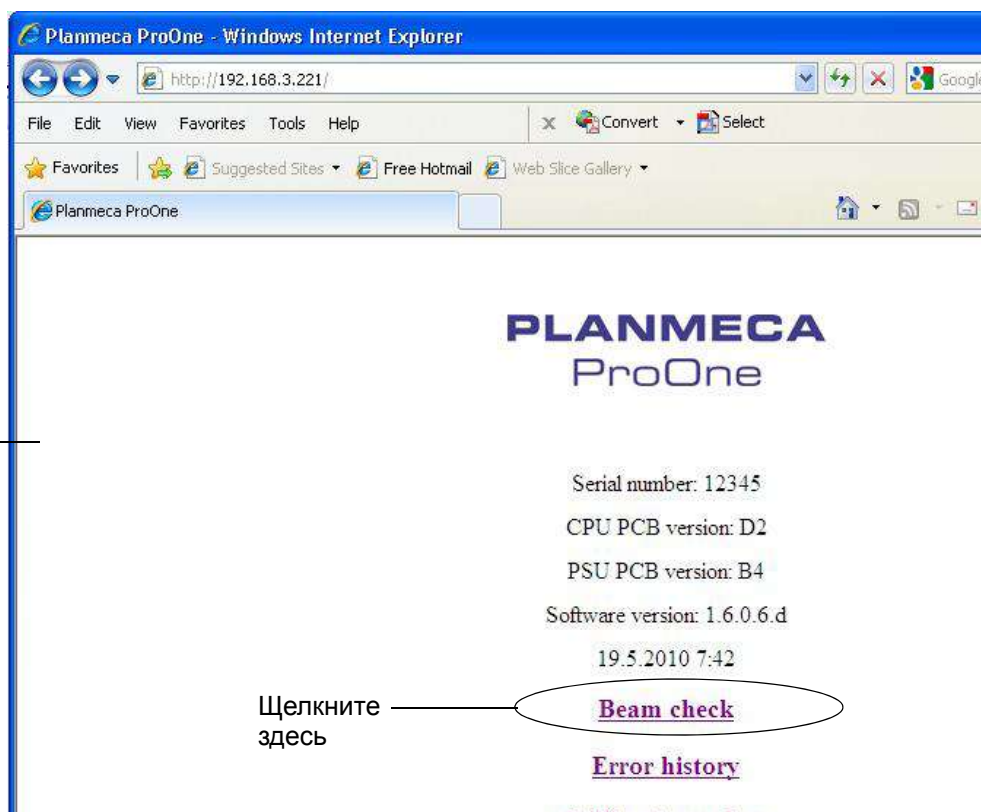 Planmeca ProOne - Windows Internet Explorer
http://192.168.3.221/
Google
File Edit View Favorites Tools Help
x Convert Select
Favorites Suggested Sites Free Hotmail Web Slice Gallery
Planmeca ProOne
PLANMECA
ProOne
Serial number: 12345
CPU PCB version: D2
PSU PCB version: B4
Software version: 1.6.0.6.d
19.5.2010 7:42
Щелкните
здесь
Beam check
Error history